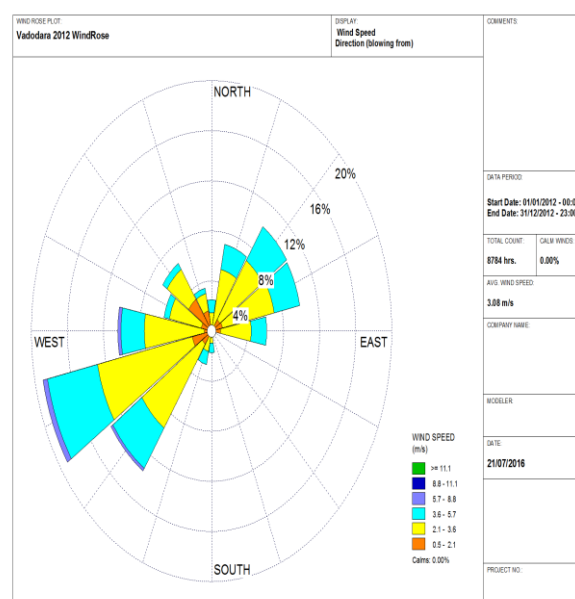 WIND ROSE PLOT:
Vadodara 2012 WindRose
DISPLAY:
Wind Speed
Direction (blowing from)
COMMENTS:
NORTH
20%
16%
12%
8%
4%
WEST
EAST
SOUTH
WIND SPEED
(m/s)
>= 11.1
8.8 - 11.1
5.7 - 8.8
3.6 - 5.7
2.1 - 3.6
0.5 - 2.1
Calms: 0.00%
DATA PERIOD:
Start Date: 01/01/2012 - 00:0
End Date: 31/12/2012 - 23:00
TOTAL COUNT:
CALM WINDS:
8784 hrs.
0.00%
AVG. WIND SPEED:
3.08 m/s
COMPANY NAME:
MODELER:
DATE:
21/07/2016
PROJECT NO.: